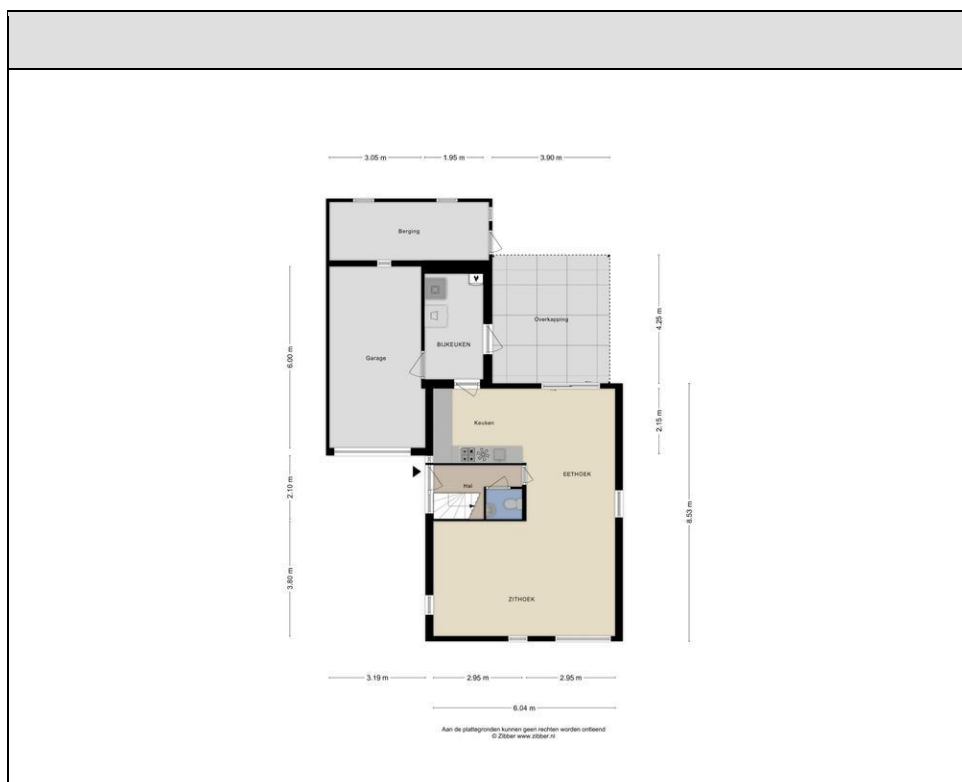 3.05 m
1.95 m
3.90 m
Berging
Overkapping
4.25 m
BIJKEUKEN
Garage
6.00 m
Keuken
2.15 m
EETHOEK
Hal
2.10 m
8.53 m
3.80 m
ZITHOEK
3.19 m
2.95 m
2.95 m
6.04 m
Aan de plattegronden kunnen geen rechten worden ontleend
© Zibber www.zibber.nl